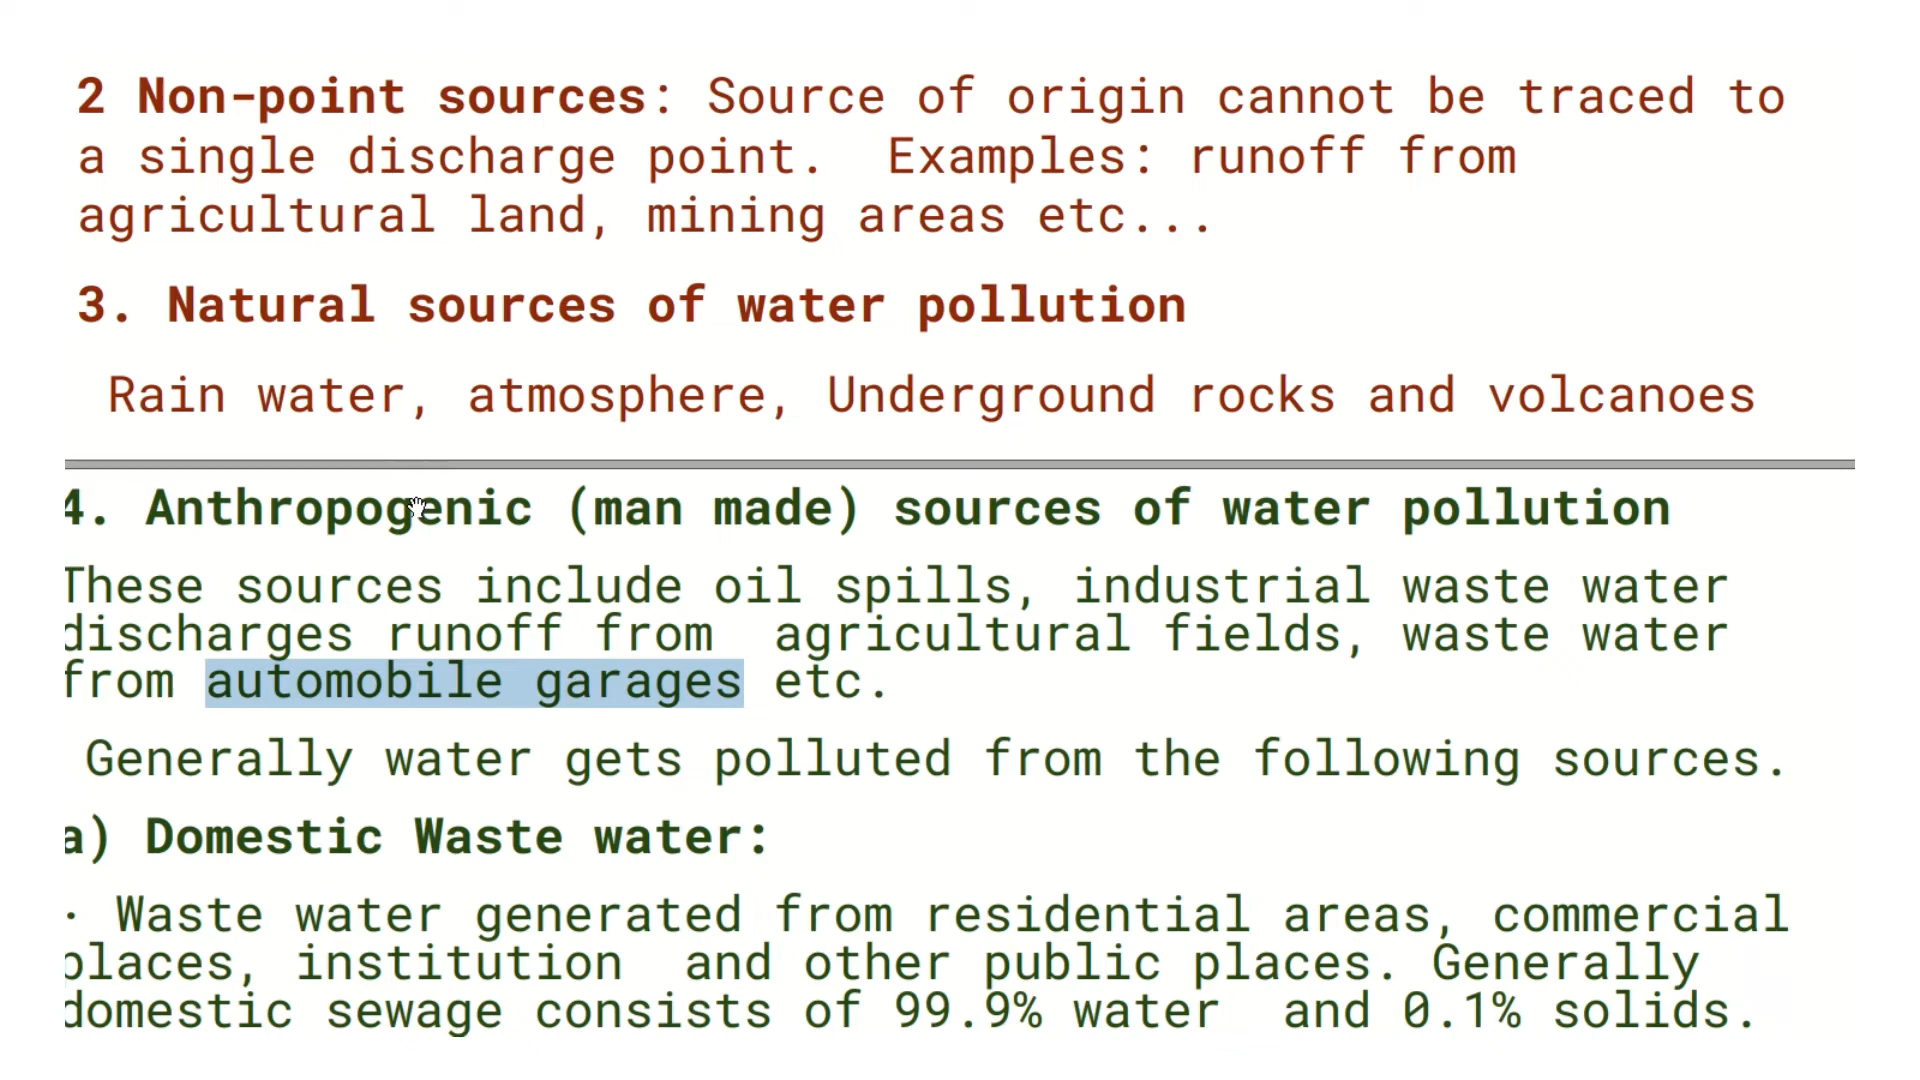 2 Non-point sources: Source of origin cannot be traced to
a single discharge point.  Examples: runoff from
agricultural land, mining areas etc...
3. Natural sources of water pollution
Rain water, atmosphere, Underground rocks and volcanoes
4. Anthropogenic (man made) sources of water pollution
These sources include oil spills, industrial waste water
discharges runoff from  agricultural fields, waste water
from automobile garages etc.
Generally water gets polluted from the following sources.
a) Domestic Waste water:
· Waste water generated from residential areas, commercial
places, institution  and other public places. Generally
domestic sewage consists of 99.9% water  and 0.1% solids.